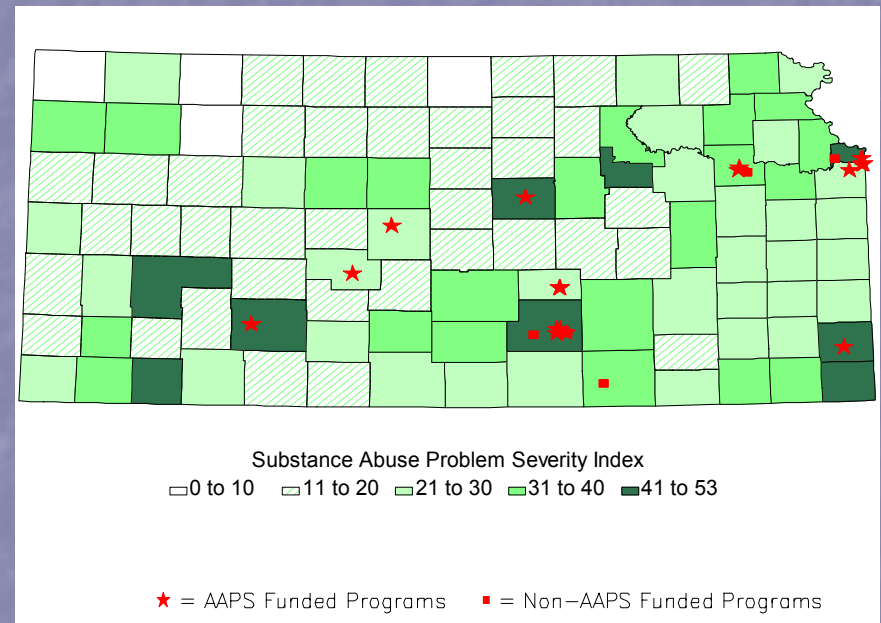 Substance Abuse Problem Severity Index
0 to 10 11 to 20 21 to 30 31 to 40 41 to 53
= AAPS Funded Programs = Non-AAPS Funded Programs